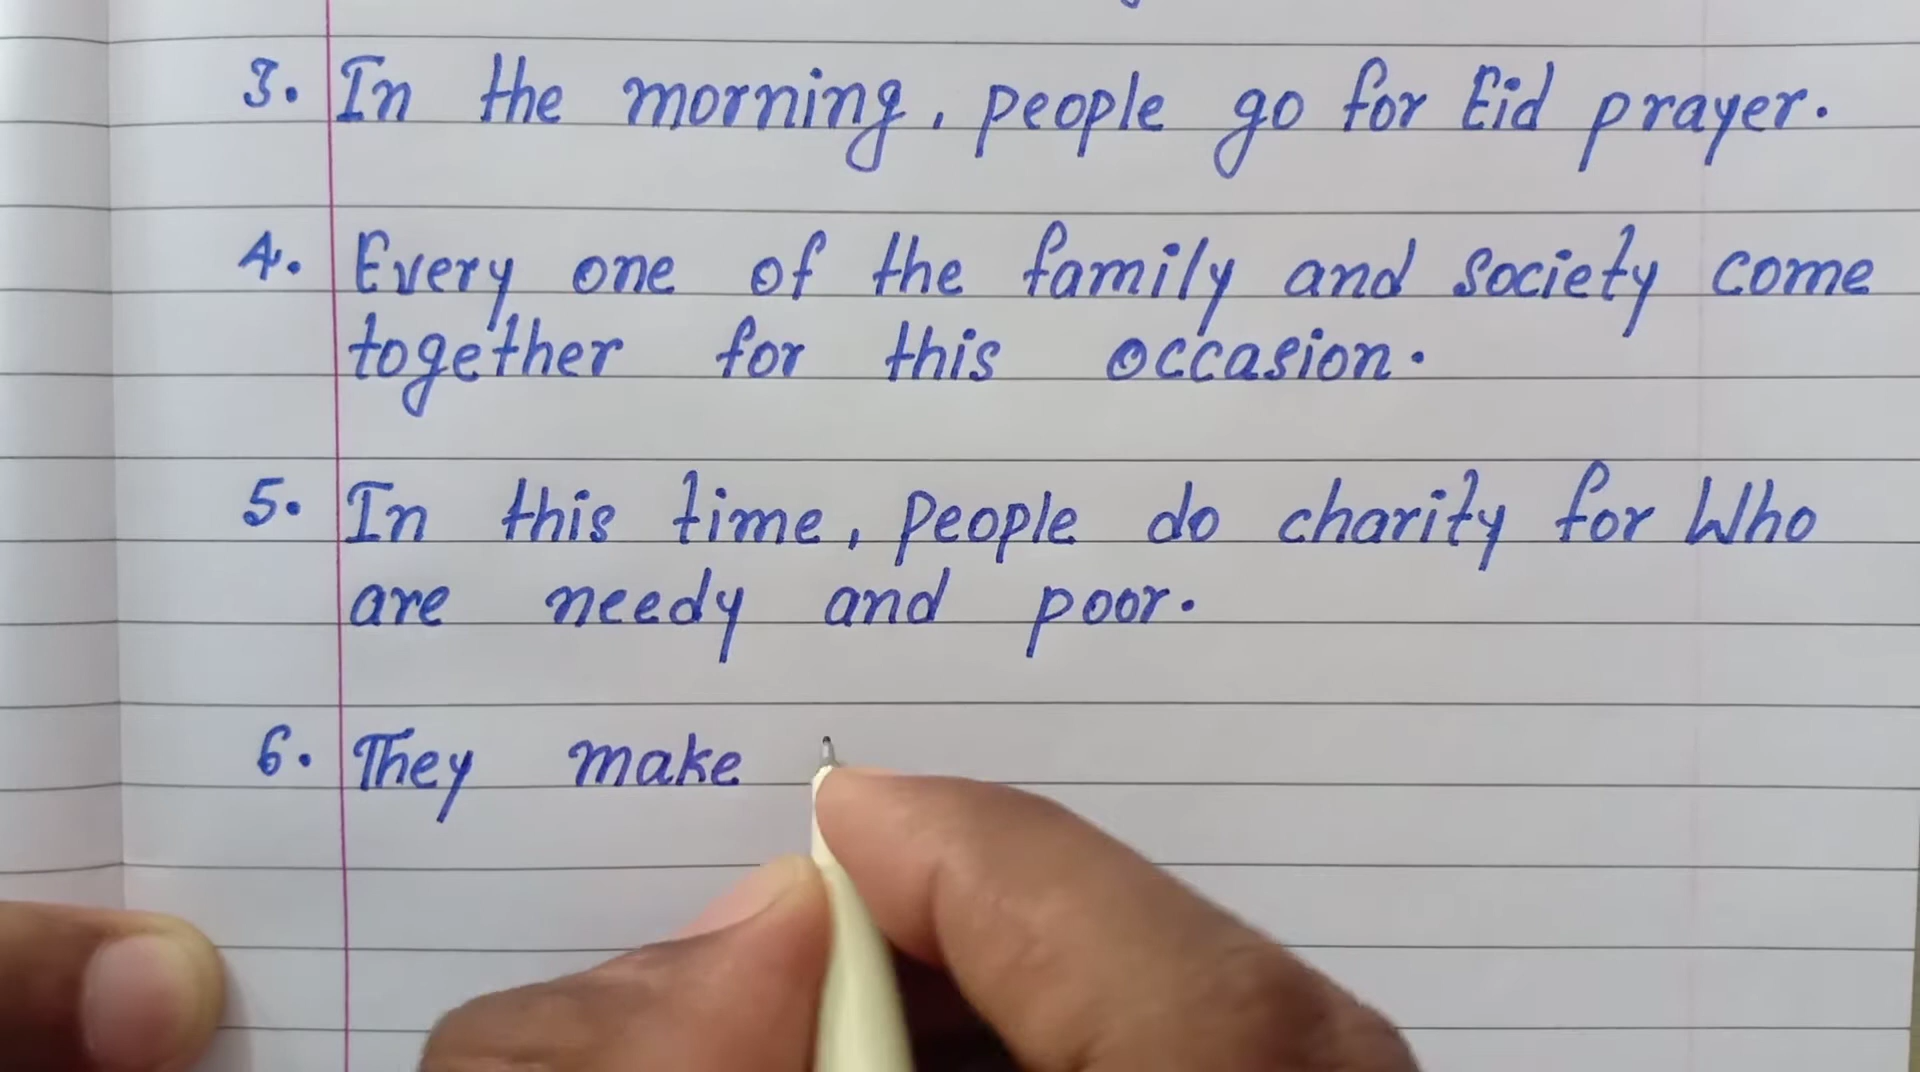 3. In the morning, people go for Eid prayer.
4. Every one of the family and society come
together for this occasion.
5. In this time, people do charity for Who
are needy and poor.
6. They make